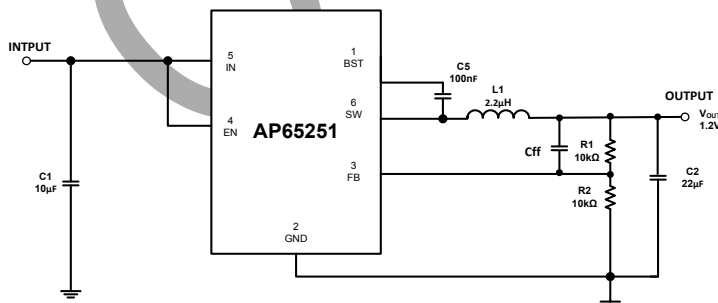 INTPUT
5
IN
4
EN
AP65251
1
BST
6
SW
3
FB
2
GND
C5
100nF
L1
2.2µH
OUTPUT
VOUT
1.2V
Cff
R1
10kΩ
R2
10kΩ
C1
10µF
C2
22µF